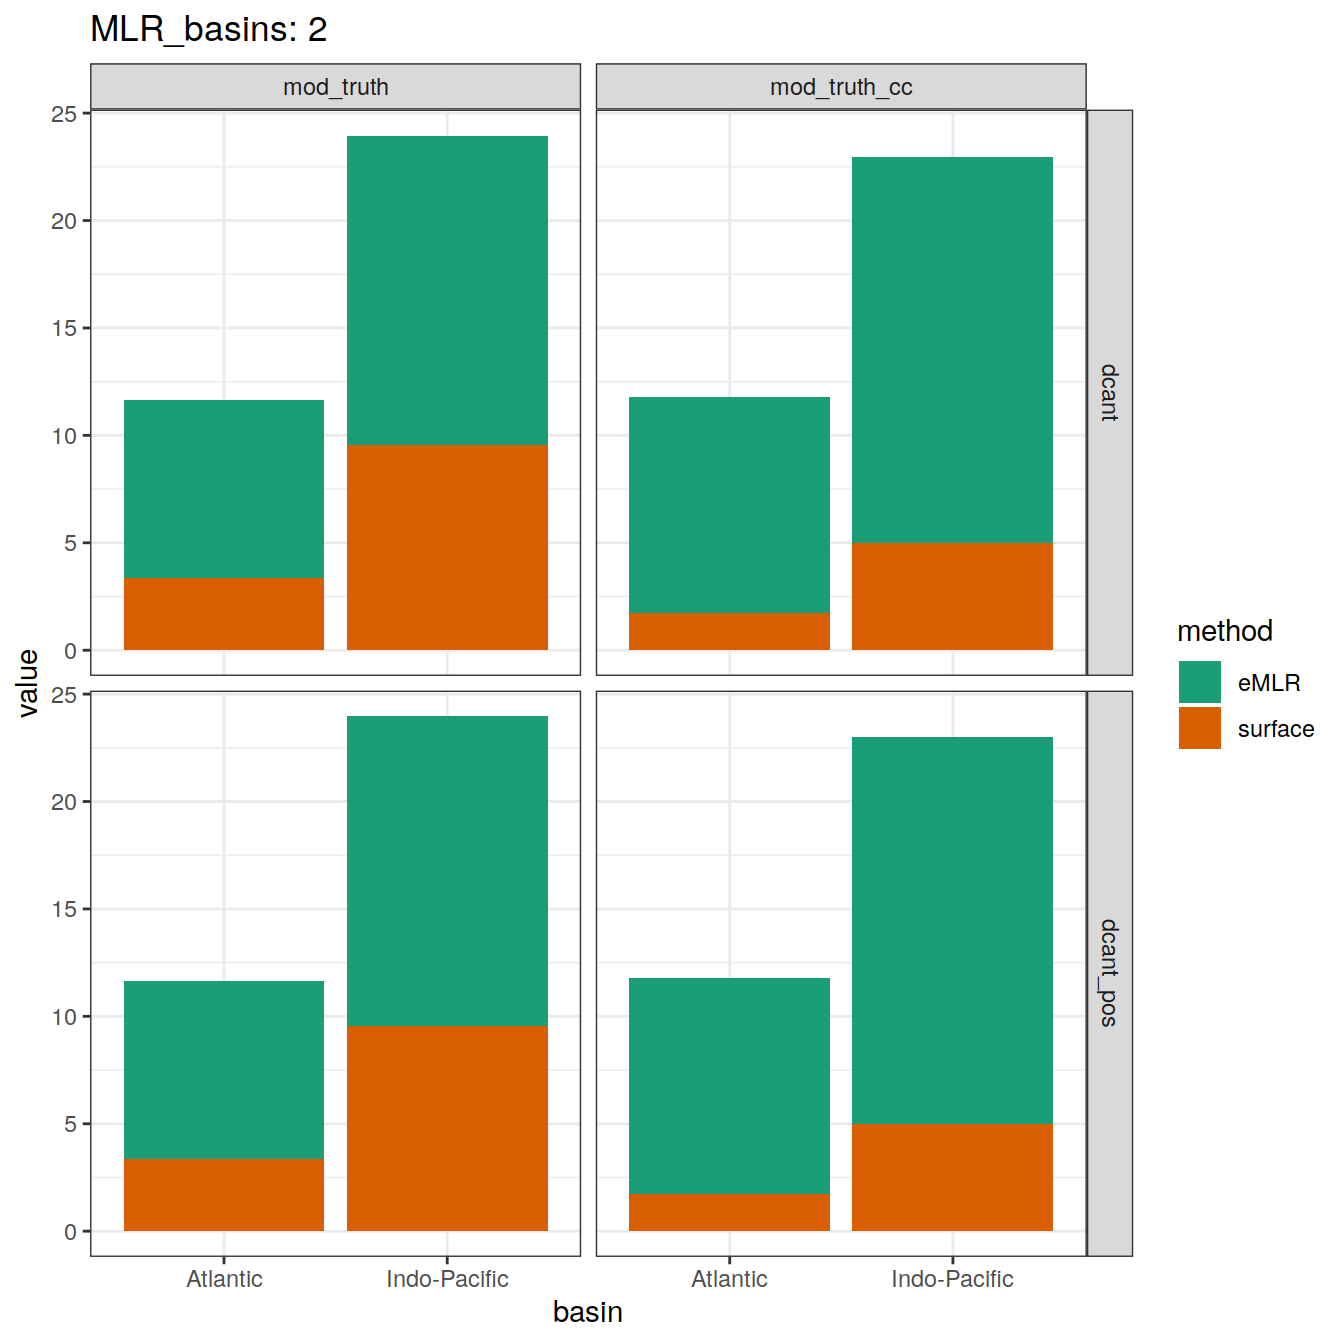 MLR_basins: 2
mod_truth
mod_truth_cc
25
20
15
10
5
0
dcant
25
20
15
10
5
0
dcant_pos
value
Atlantic
Indo-Pacific
Atlantic
Indo-Pacific
basin
method
eMLR
surface